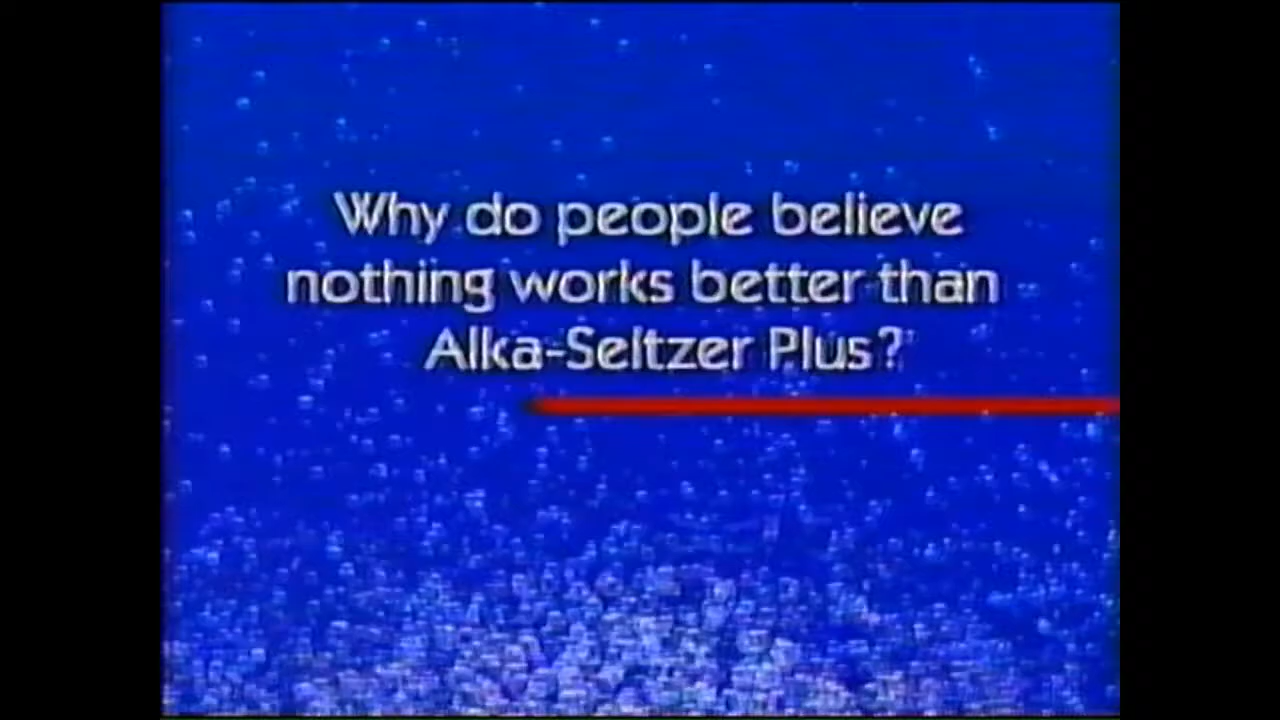 Why do people believe
nothing works better than
Alka-Seltzer Plus?